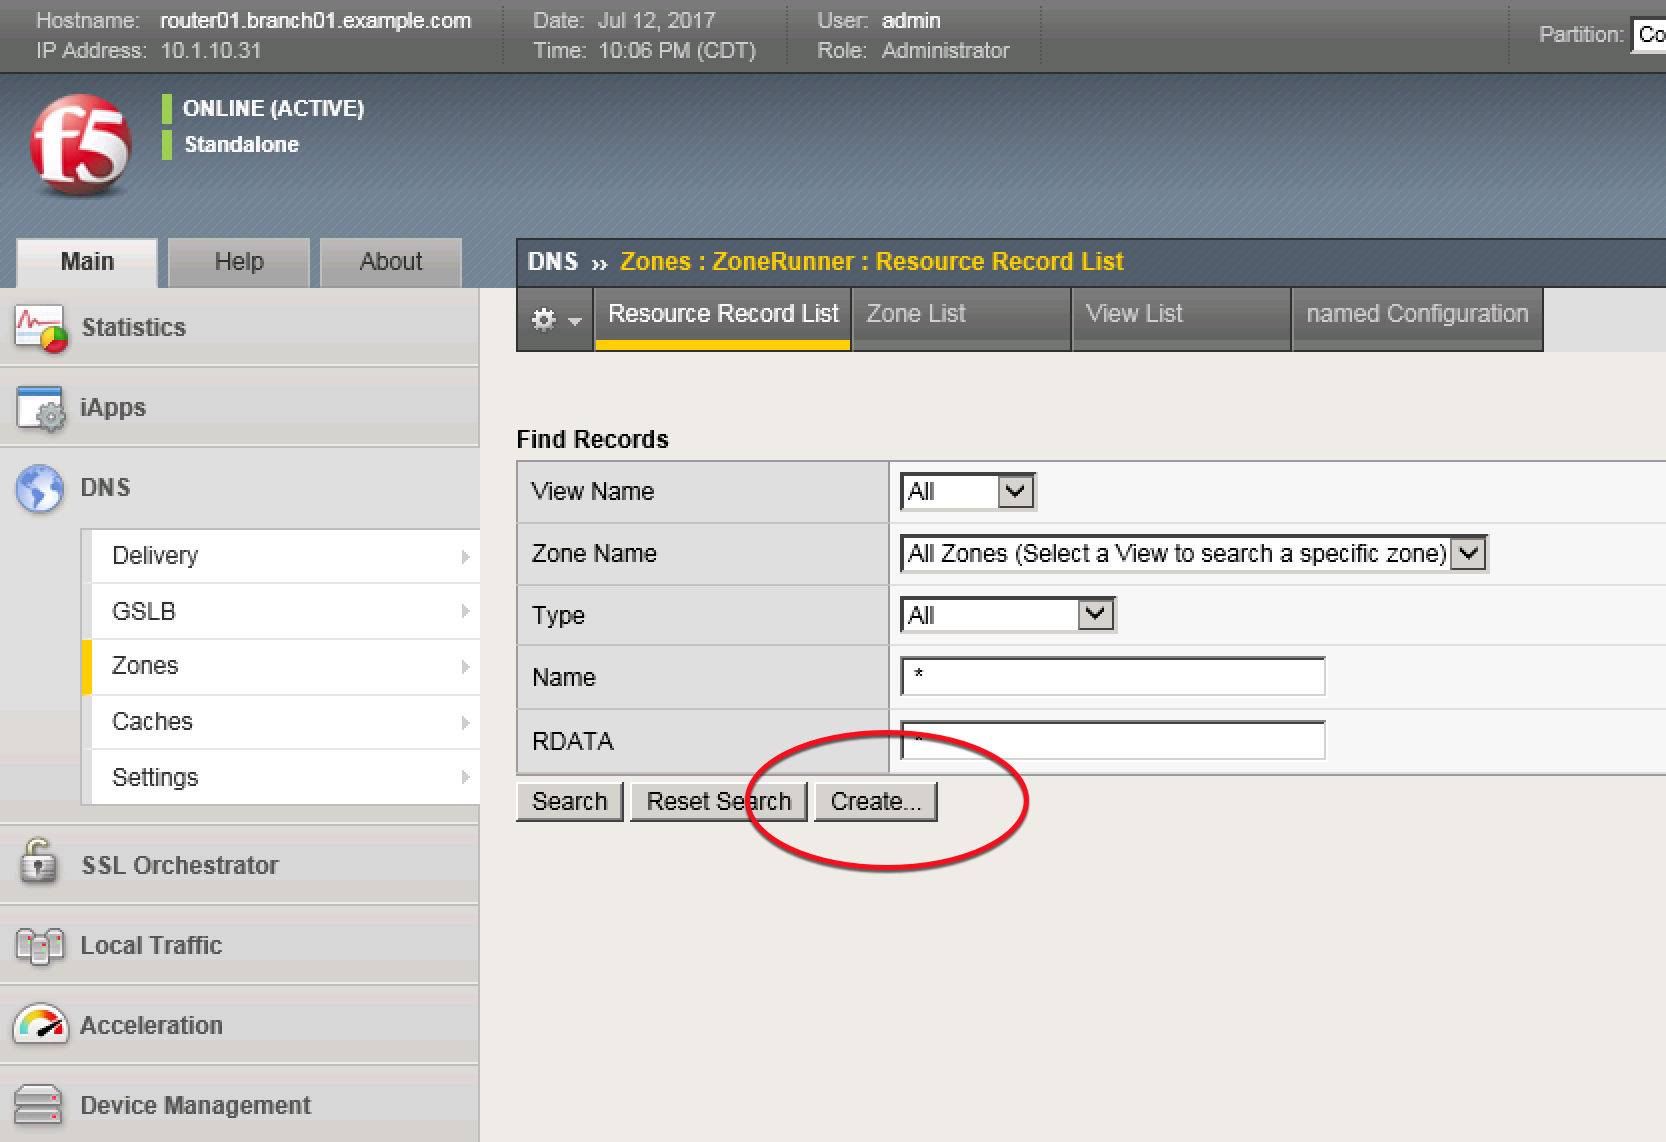 Hostname: router01.branch01.example.com Date: Jul 12, 2017 User: admin
IP Address: 10.1.10.31 Time: 10:06 PM (CDT) Role: Administrator
Partition: Co
f5
ONLINE (ACTIVE)
Standalone
Main Help About
DNS ›› Zones : ZoneRunner : Resource Record List
Resource Record List Zone List View List named Configuration
Statistics
iApps
DNS
Delivery
GSLB
Zones
Caches
Settings
SSL Orchestrator
Local Traffic
Acceleration
Device Management
Find Records
View Name All
Zone Name All Zones (Select a View to search a specific zone)
Type All
Name *
RDATA *
Search Reset Search Create...